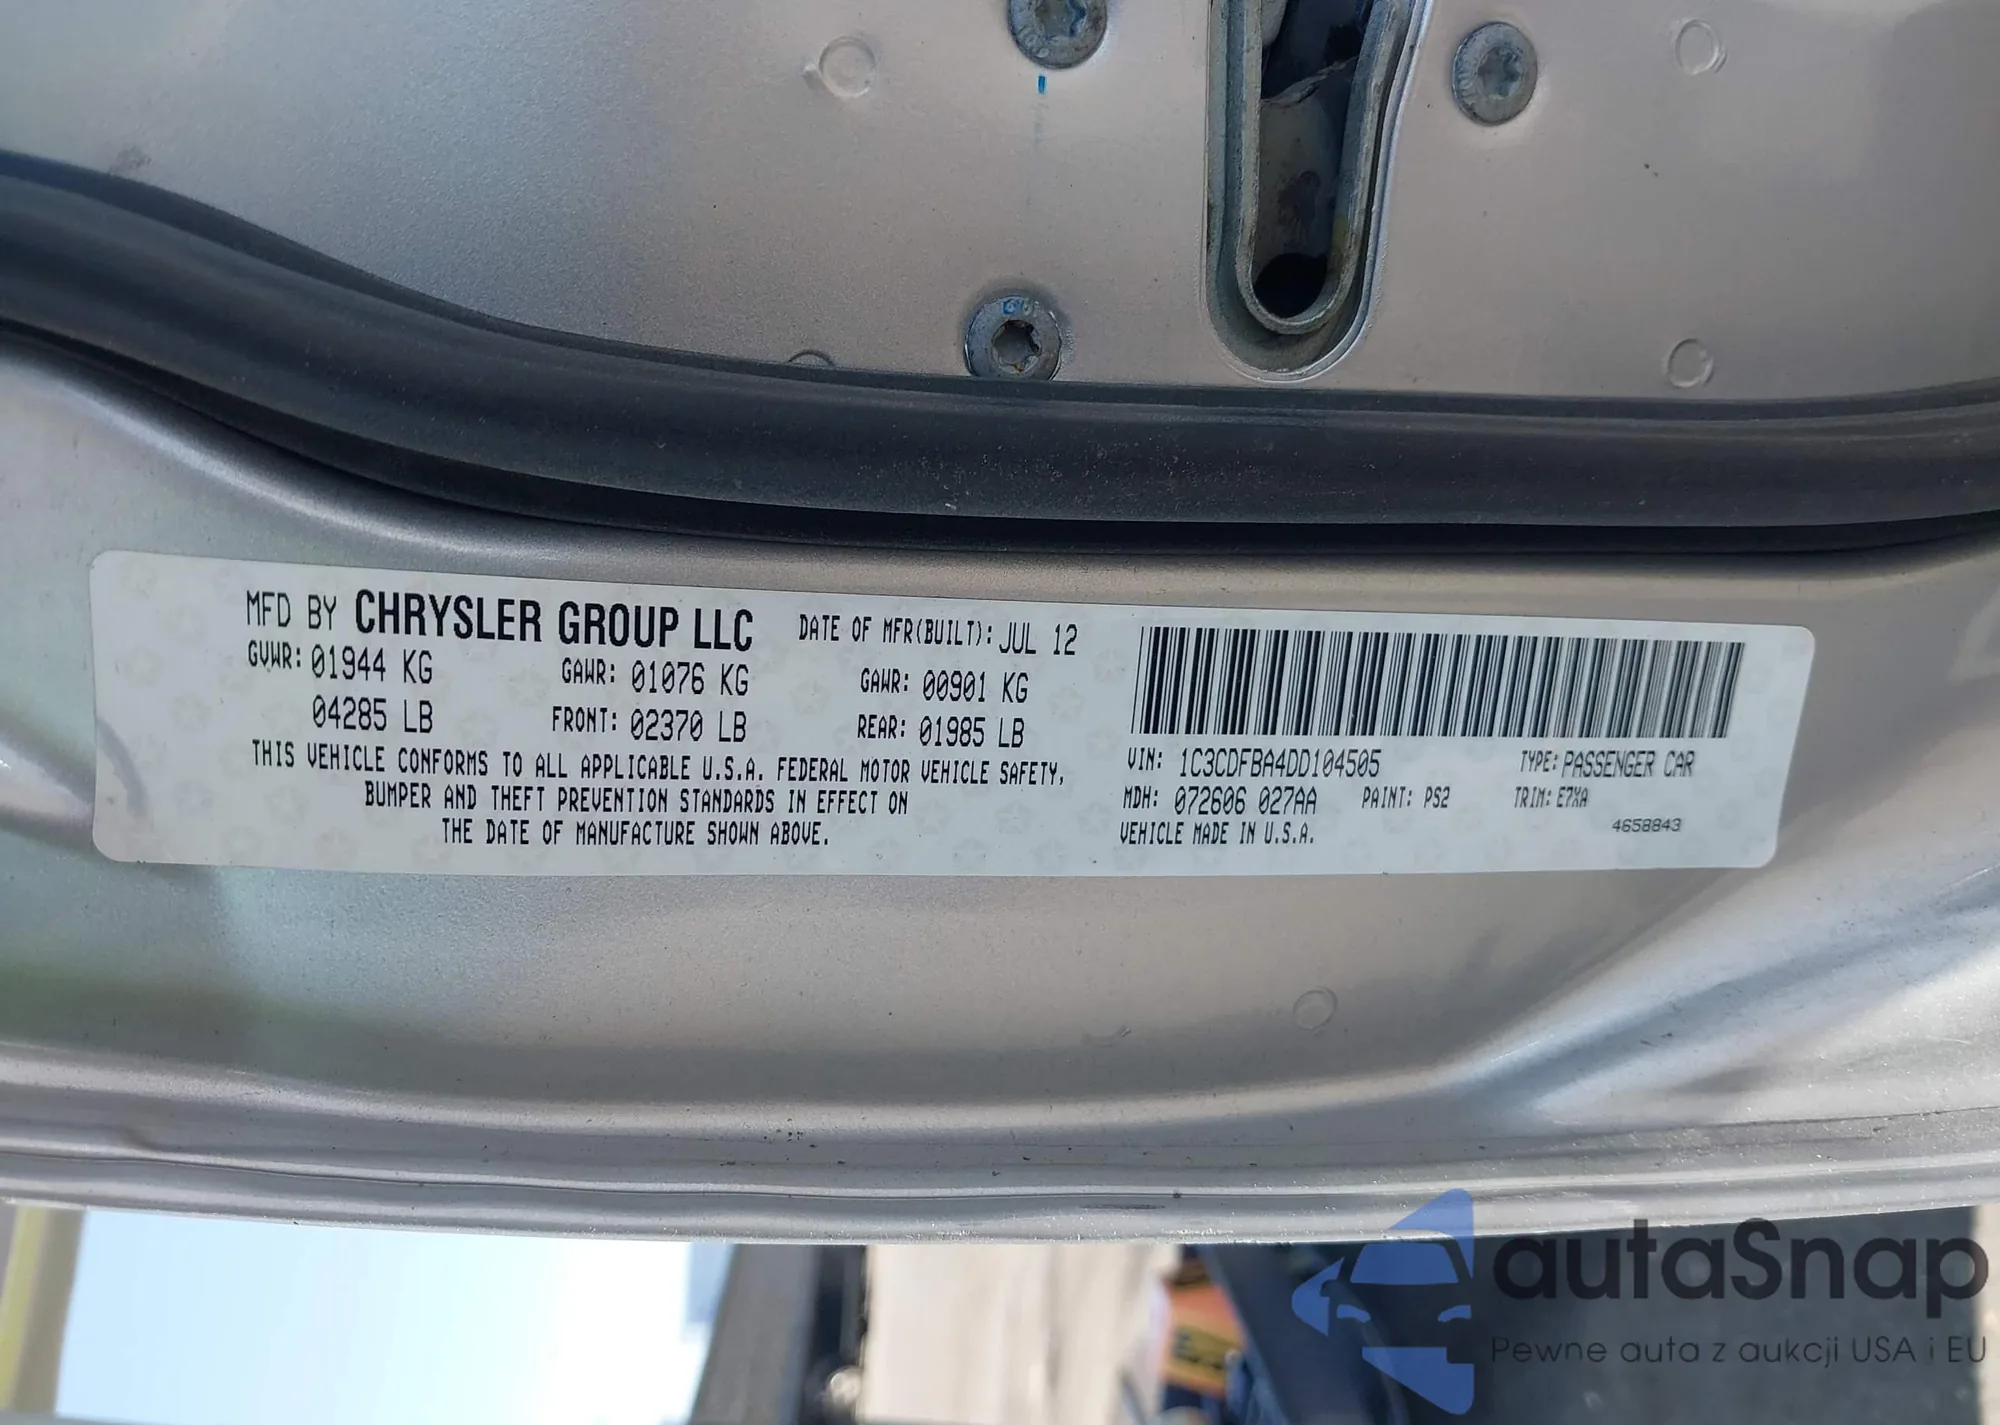 MFD BY CHRYSLER GROUP LLC DATE OF MFR(BUILT): JUL 12
GVWR: 01944 KG GAWR: 01076 KG GAWR: 00901 KG
04285 LB FRONT: 02370 LB REAR: 01985 LB
THIS VEHICLE CONFORMS TO ALL APPLICABLE U.S.A. FEDERAL MOTOR VEHICLE SAFETY,
BUMPER AND THEFT PREVENTION STANDARDS IN EFFECT ON
THE DATE OF MANUFACTURE SHOWN ABOVE.
VIN: 1C3CDFBA4DD104505 TYPE: PASSENGER CAR
MDH: 072606 027AA PAINT: PS2 TRIM: E7XA
VEHICLE MADE IN U.S.A. 4658843
autaSnap
Pewne auta z aukcji USA i EU